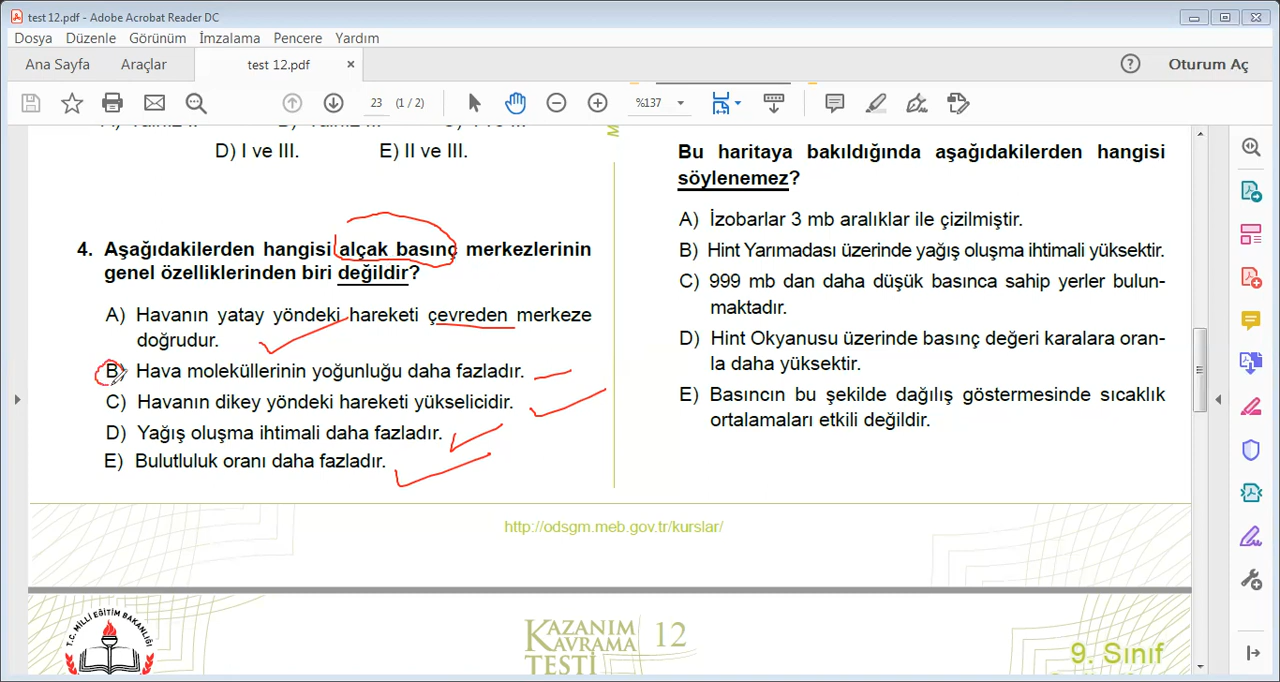 test 12.pdf - Adobe Acrobat Reader DC
Dosya Düzenle Görünüm İmzalama Pencere Yardım
Ana Sayfa Araçlar test 12.pdf × Oturum Aç
23 (1 / 2) %137
D) I ve III. E) II ve III.
4. Aşağıdakilerden hangisi alçak basınç merkezlerinin
genel özelliklerinden biri değildir?
A) Havanın yatay yöndeki hareketi çevreden merkeze
doğrudur.
B) Hava moleküllerinin yoğunluğu daha fazladır.
C) Havanın dikey yöndeki hareketi yükselicidir.
D) Yağış oluşma ihtimali daha fazladır.
E) Bulutluluk oranı daha fazladır.
Bu haritaya bakıldığında aşağıdakilerden hangisi
söylenemez?
A) İzobarlar 3 mb aralıklar ile çizilmiştir.
B) Hint Yarımadası üzerinde yağış oluşma ihtimali yüksektir.
C) 999 mb dan daha düşük basınca sahip yerler bulun-
maktadır.
D) Hint Okyanusu üzerinde basınç değeri karalara oran-
la daha yüksektir.
E) Basıncın bu şekilde dağılış göstermesinde sıcaklık
ortalamaları etkili değildir.
http://odsgm.meb.gov.tr/kurslar/
T.C. MİLLİ EĞİTİM BAKANLIĞI
KAZANIM
KAVRAMA
TESTİ
12
9. Sınıf